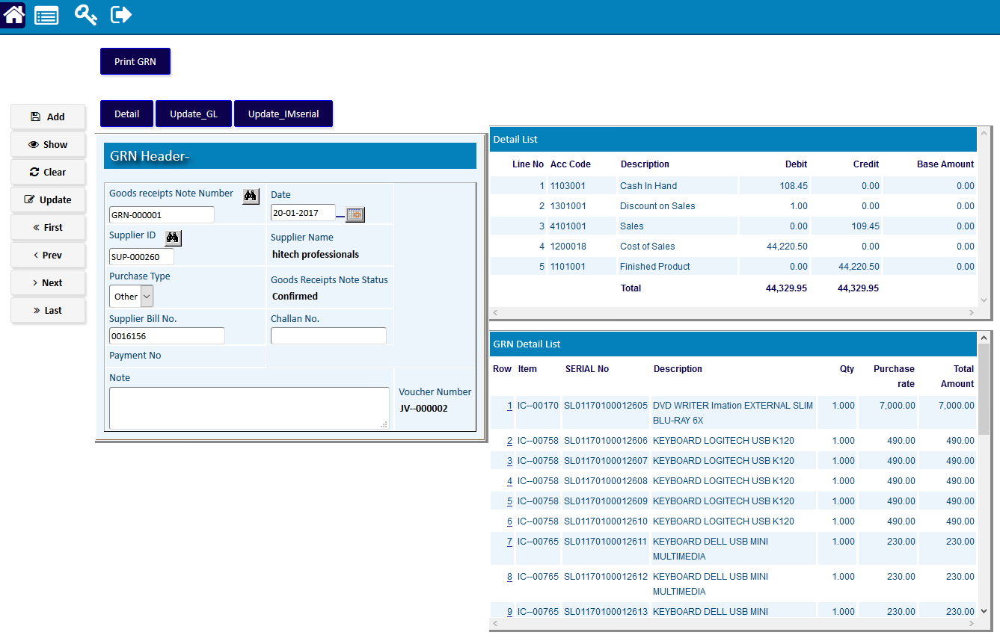 Print GRN
Detail Update_GL Update_IMserial
Add
Show
Clear
Update
First
Prev
Next
Last
GRN Header-
Goods receipts Note Number
GRN-000001
Date
20-01-2017
Supplier ID
SUP-000260
Supplier Name
hitech professionals
Purchase Type
Other
Goods Receipts Note Status
Confirmed
Supplier Bill No.
0016156
Challan No.
Payment No
Note
Voucher Number
JV--000002
Detail List
Line No Acc Code Description Debit Credit Base Amount
1 1103001 Cash In Hand 108.45 0.00 0.00
2 1301001 Discount on Sales 1.00 0.00 0.00
3 4101001 Sales 0.00 109.45 0.00
4 1200018 Cost of Sales 44,220.50 0.00 0.00
5 1101001 Finished Product 0.00 44,220.50 0.00
Total 44,329.95 44,329.95
GRN Detail List
Row Item SERIAL No Description Qty Purchase Total
rate Amount
1 IC--00170 SL01170100012605 DVD WRITER Imation EXTERNAL SLIM 1.000 7,000.00 7,000.00
BLU-RAY 6X
2 IC--00758 SL01170100012606 KEYBOARD LOGITECH USB K120 1.000 490.00 490.00
3 IC--00758 SL01170100012607 KEYBOARD LOGITECH USB K120 1.000 490.00 490.00
4 IC--00758 SL01170100012608 KEYBOARD LOGITECH USB K120 1.000 490.00 490.00
5 IC--00758 SL01170100012609 KEYBOARD LOGITECH USB K120 1.000 490.00 490.00
6 IC--00758 SL01170100012610 KEYBOARD LOGITECH USB K120 1.000 490.00 490.00
7 IC--00765 SL01170100012611 KEYBOARD DELL USB MINI 1.000 230.00 230.00
MULTIMEDIA
8 IC--00765 SL01170100012612 KEYBOARD DELL USB MINI 1.000 230.00 230.00
MULTIMEDIA
9 IC--00765 SL01170100012613 KEYBOARD DELL USB MINI 1.000 230.00 230.00